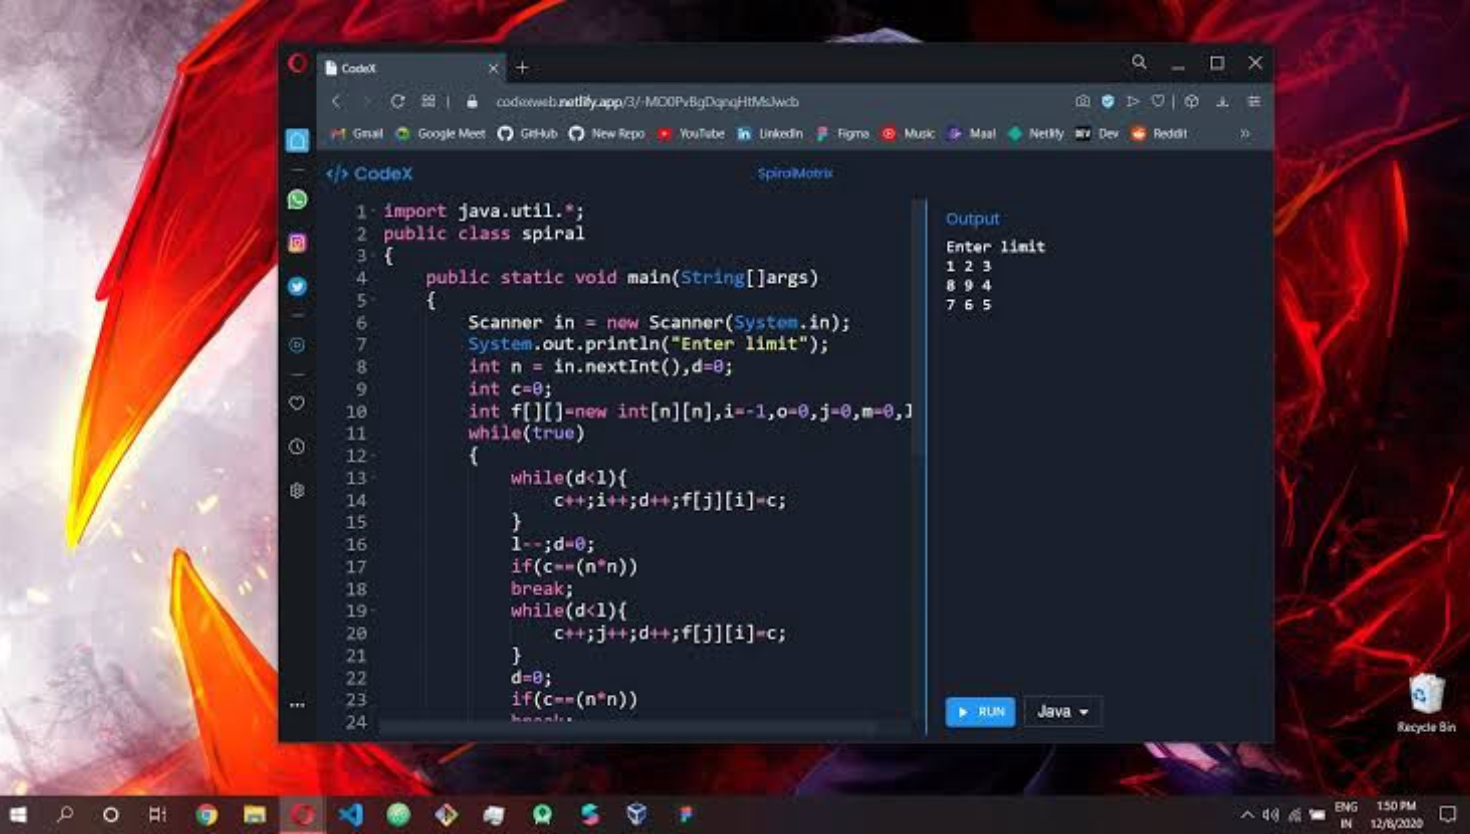 CodeX
codexweb.netlify.app/3/-MO0PvBgDqnqHtMsJwcb
Gmail Google Meet GitHub New Repo YouTube LinkedIn Figma Music Maal Netlify Dev Reddit
</> CodeX
SpiralMatrix
1 import java.util.*;
2 public class spiral
3 {
4 public static void main(String[]args)
5 {
6 Scanner in = new Scanner(System.in);
7 System.out.println("Enter limit");
8 int n = in.nextInt(),d=0;
9 int c=0;
10 int f[][]=new int[n][n],i=-1,o=0,j=0,m=0,l
11 while(true)
12 {
13 while(d<l){
14 c++;i++;d++;f[j][i]=c;
15 }
16 l--;d=0;
17 if(c==(n*n))
18 break;
19 while(d<l){
20 c++;j++;d++;f[j][i]=c;
21 }
22 d=0;
23 if(c==(n*n))
24 break;
Output
Enter limit
1 2 3
8 9 4
7 6 5
RUN Java
Recycle Bin
ENG 1:50 PM
IN 12/8/2020